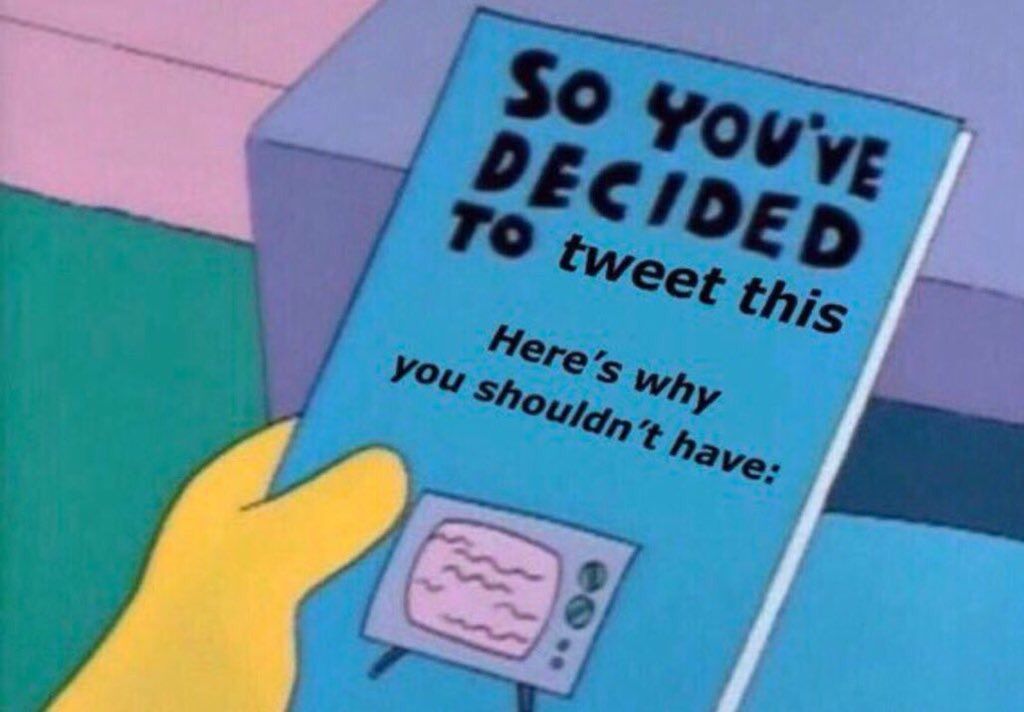 SO YOU'VE
DECIDED
TO tweet this
Here's why
you shouldn't have: